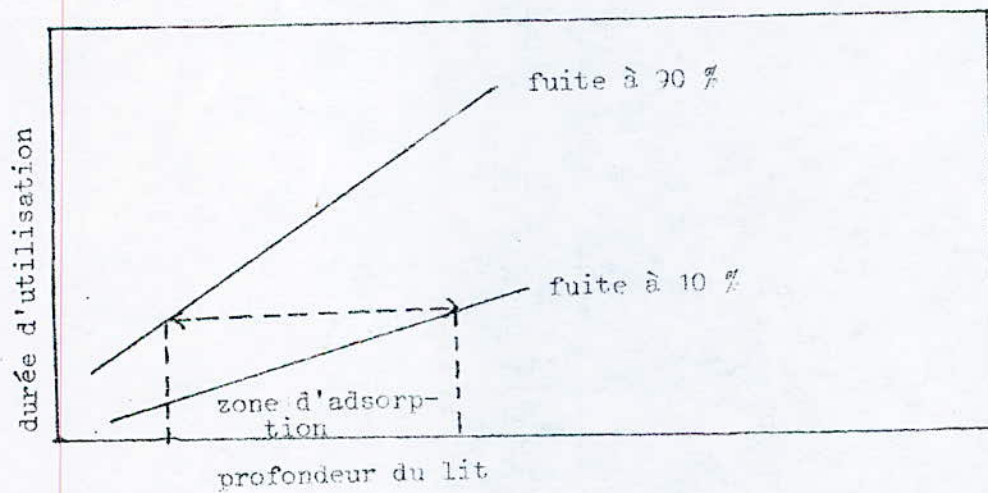 fuite à 90 %
durée d'utilisation
fuite à 10 %
zone d'adsorp-
tion
profondeur du lit